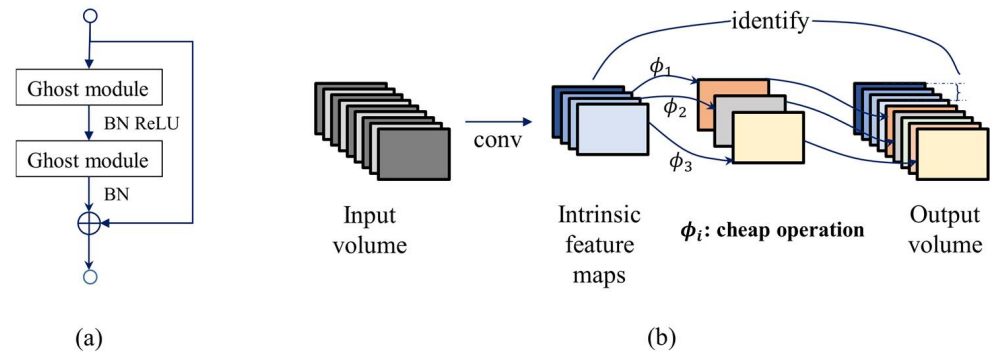 Ghost module
BN ReLU
Ghost module
BN
(a)
identify
conv
ϕ1
ϕ2
ϕ3
Input
volume
Intrinsic
feature
maps
ϕi: cheap operation
Output
volume
(b)